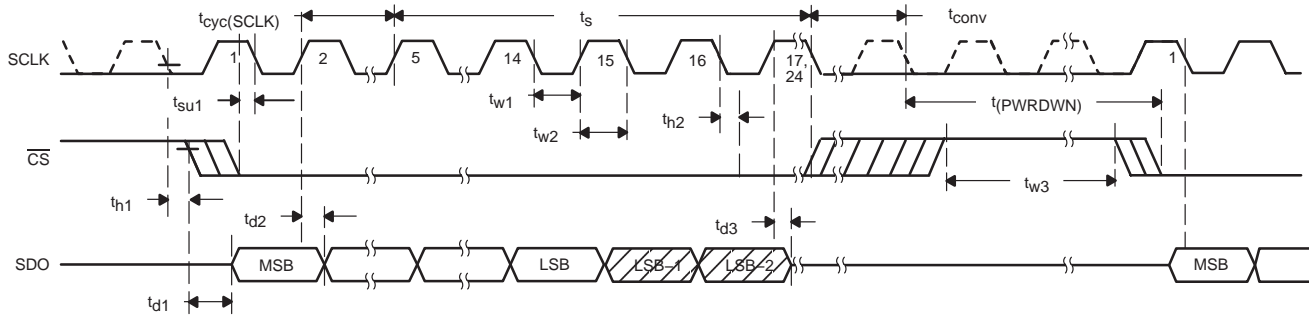 tcyc(SCLK)
ts
tconv
SCLK
1
2
5
14
15
16
17,
24
1
tsu1
tw1
tw2
th2
t(PWRDWN)
CS
th1
td2
td3
tw3
SDO
MSB
LSB
LSB–1
LSB–2
MSB
td1